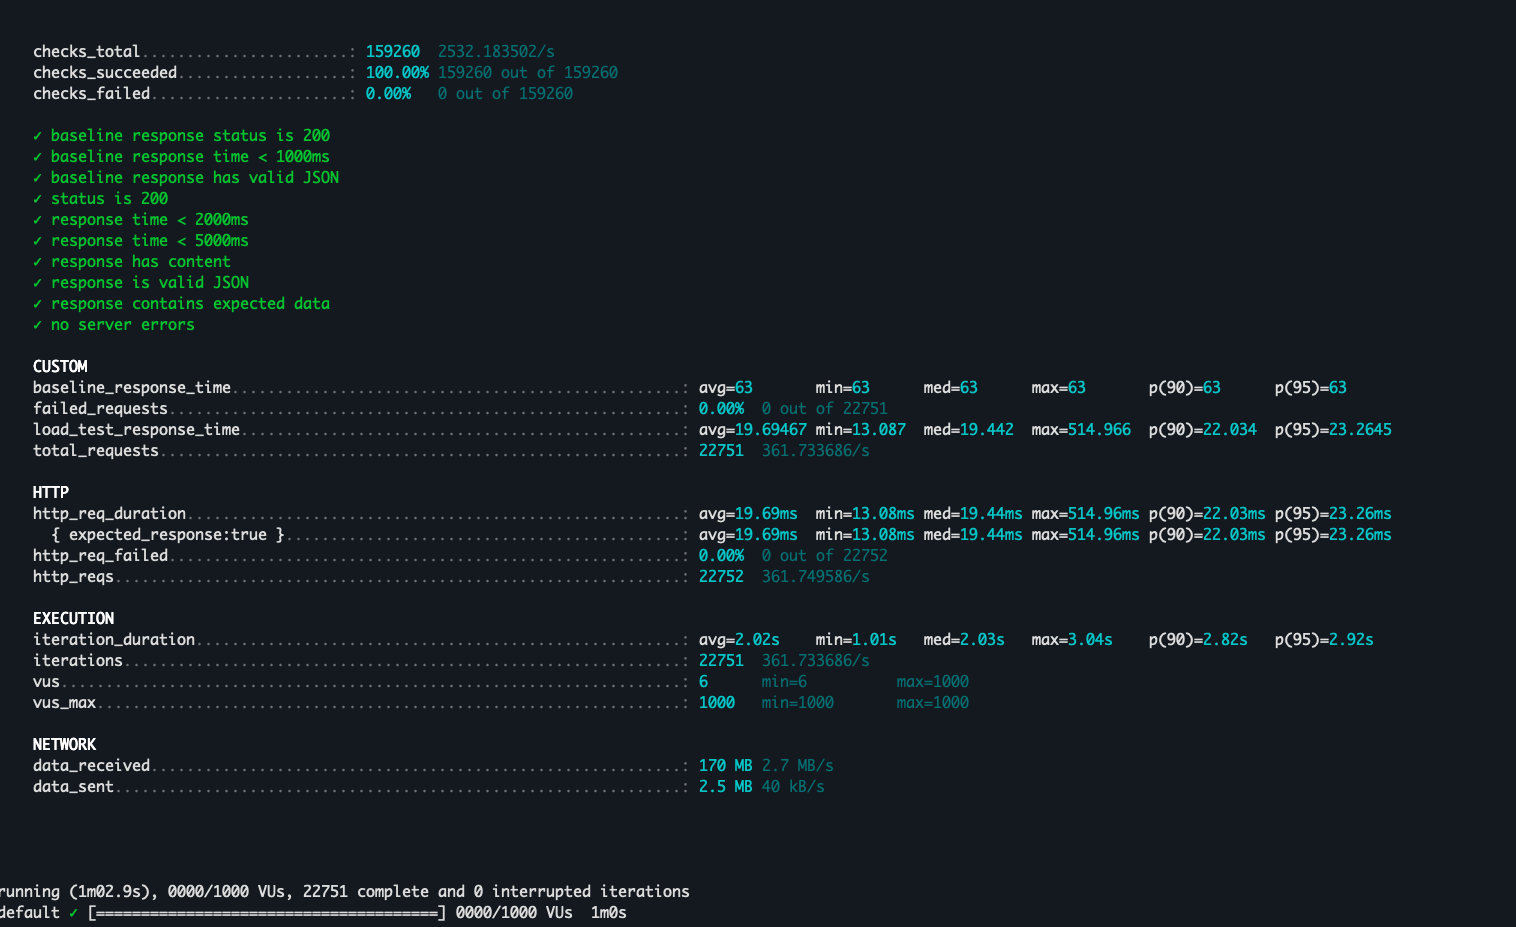 checks_total.......................: 159260  2532.183502/s
checks_succeeded...................: 100.00% 159260 out of 159260
checks_failed......................: 0.00%   0 out of 159260
✓ baseline response status is 200
✓ baseline response time < 1000ms
✓ baseline response has valid JSON
✓ status is 200
✓ response time < 2000ms
✓ response time < 5000ms
✓ response has content
✓ response is valid JSON
✓ response contains expected data
✓ no server errors
CUSTOM
baseline_response_time..................................................: avg=63       min=63      med=63      max=63       p(90)=63      p(95)=63
failed_requests.........................................................: 0.00%  0 out of 22751
load_test_response_time.................................................: avg=19.69467 min=13.087  med=19.442  max=514.966  p(90)=22.034  p(95)=23.2645
total_requests..........................................................: 22751  361.733686/s
HTTP
http_req_duration.......................................................: avg=19.69ms  min=13.08ms med=19.44ms max=514.96ms p(90)=22.03ms p(95)=23.26ms
{ expected_response:true }............................................: avg=19.69ms  min=13.08ms med=19.44ms max=514.96ms p(90)=22.03ms p(95)=23.26ms
http_req_failed.........................................................: 0.00%  0 out of 22752
http_reqs...............................................................: 22752  361.749586/s
EXECUTION
iteration_duration......................................................: avg=2.02s    min=1.01s   med=2.03s   max=3.04s    p(90)=2.82s   p(95)=2.92s
iterations..............................................................: 22751  361.733686/s
vus.....................................................................: 6      min=6         max=1000
vus_max.................................................................: 1000   min=1000      max=1000
NETWORK
data_received...........................................................: 170 MB 2.7 MB/s
data_sent...............................................................: 2.5 MB 40 kB/s
running (1m02.9s), 0000/1000 VUs, 22751 complete and 0 interrupted iterations
default ✓ [======================================] 0000/1000 VUs  1m0s